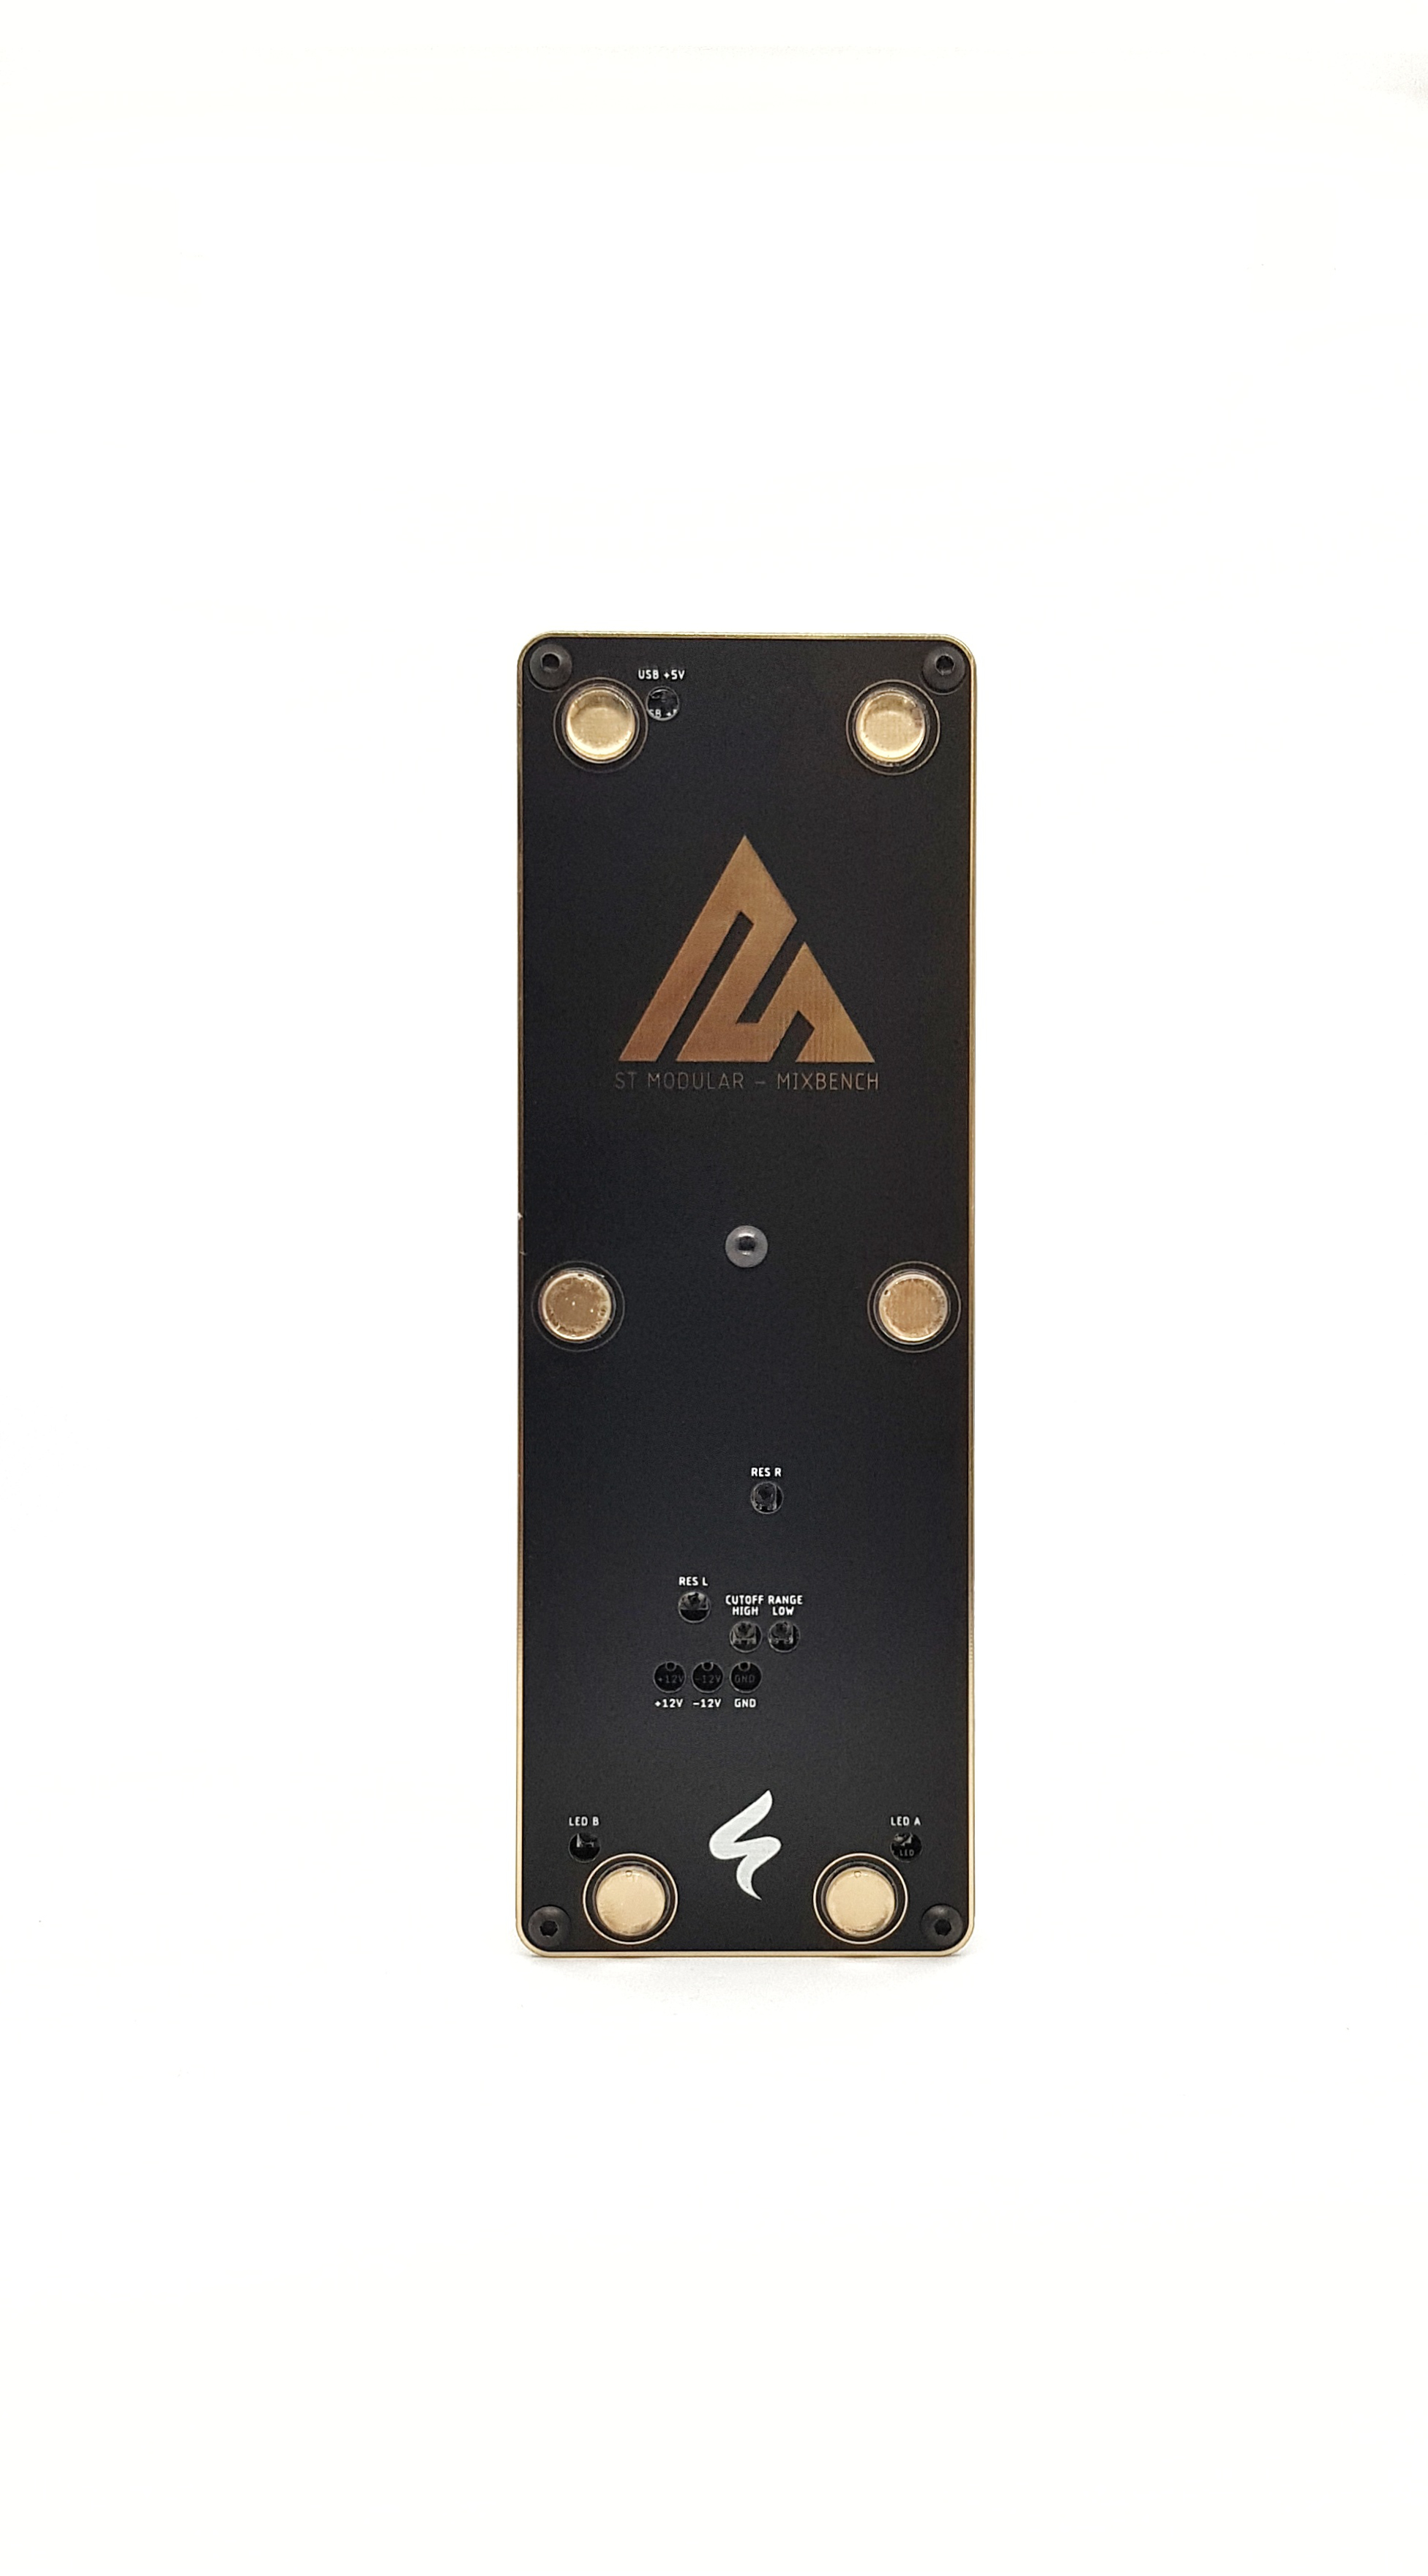 USB +5V
ST MODULAR – MIXBENCH
RES R
RES L
CUTOFF RANGE
HIGH LOW
+12V -12V GND
+12V -12V GND
LED B
LED A
LED